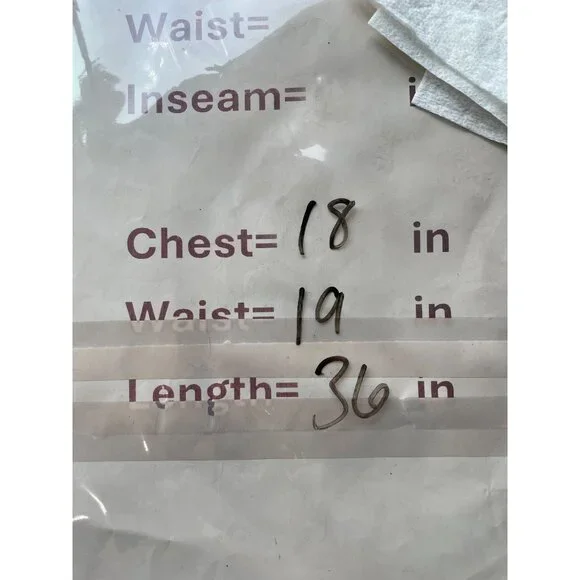 Waist=
Inseam=
Chest= 18 in
Waist= 19 in
Length= 36 in